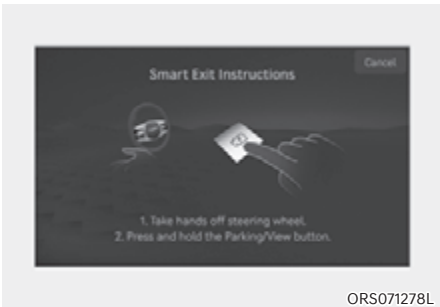 Cancel
Smart Exit Instructions
1. Take hands off steering wheel.
2. Press and hold the Parking/View button.
ORS071278L